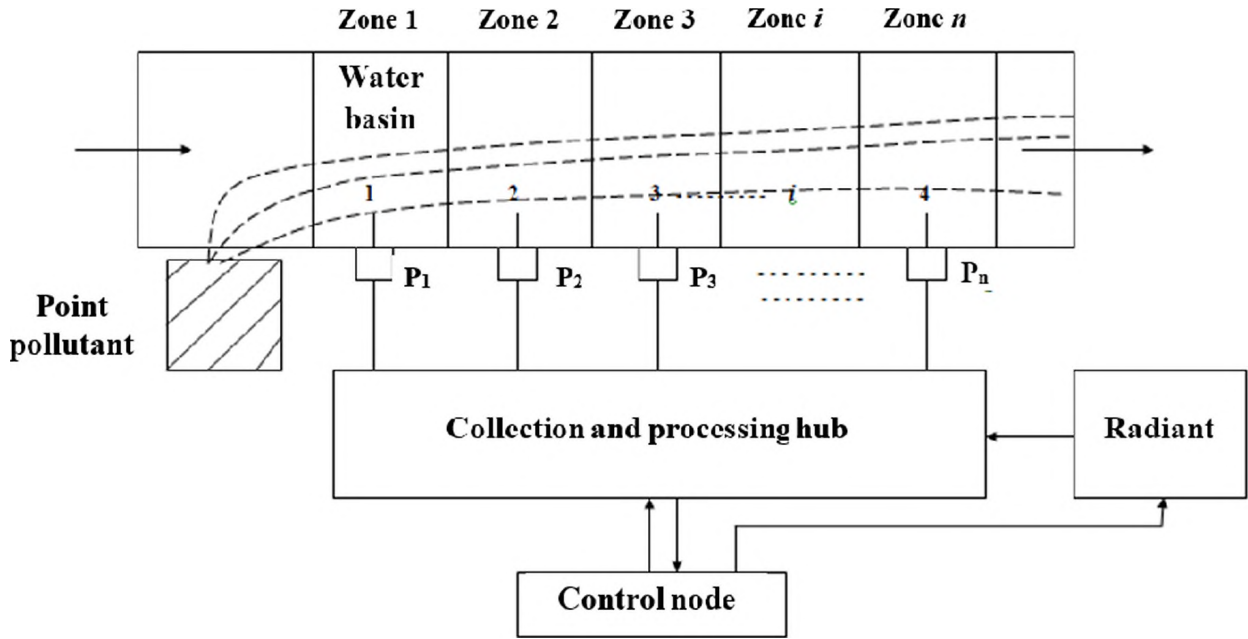 Zone 1 Zone 2 Zone 3 Zone i Zone n
Water
basin
1 2 3 i 4
P1 P2 P3 Pn
Point
pollutant
Collection and processing hub
Radiant
Control node